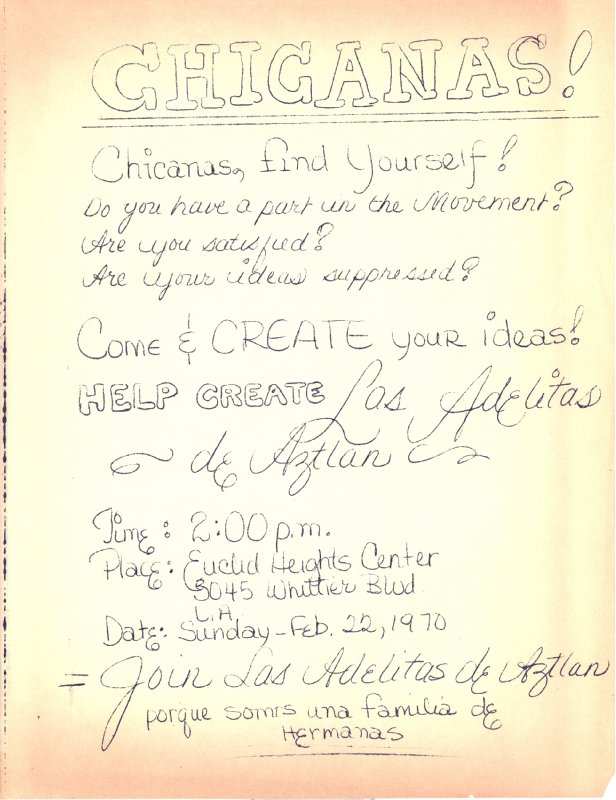 CHICANAS!
Chicanas, find Yourself!
Do you have a part in the Movement?
Are you satisfied?
Are your ideas suppressed?
Come & CREATE your ideas!
HELP CREATE Las Adelitas
de Aztlan
Time: 2:00 p.m.
Place: Euclid Heights Center
3045 Whittier Blvd
L.A.
Date: Sunday - Feb. 22, 1970
= Join Las Adelitas de Aztlan
porque somis una familia de
Hermanas